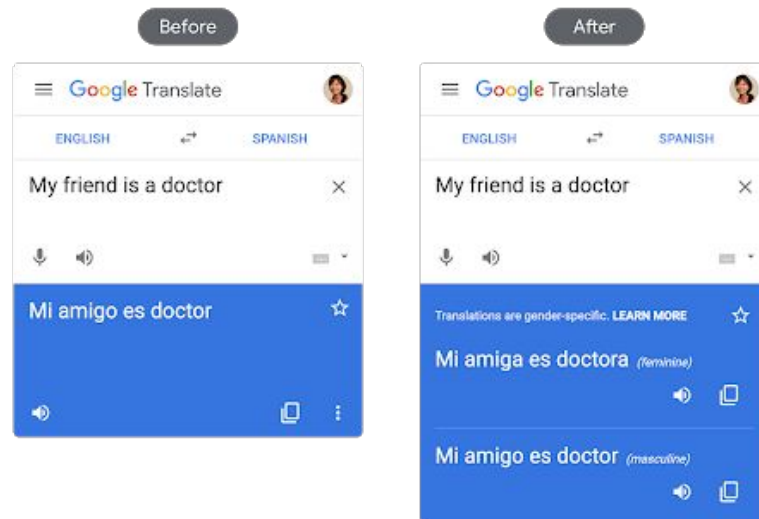 Before
Google Translate
ENGLISH SPANISH
My friend is a doctor
Mi amigo es doctor
After
Google Translate
ENGLISH SPANISH
My friend is a doctor
Translations are gender-specific. LEARN MORE
Mi amiga es doctora (feminine)
Mi amigo es doctor (masculine)